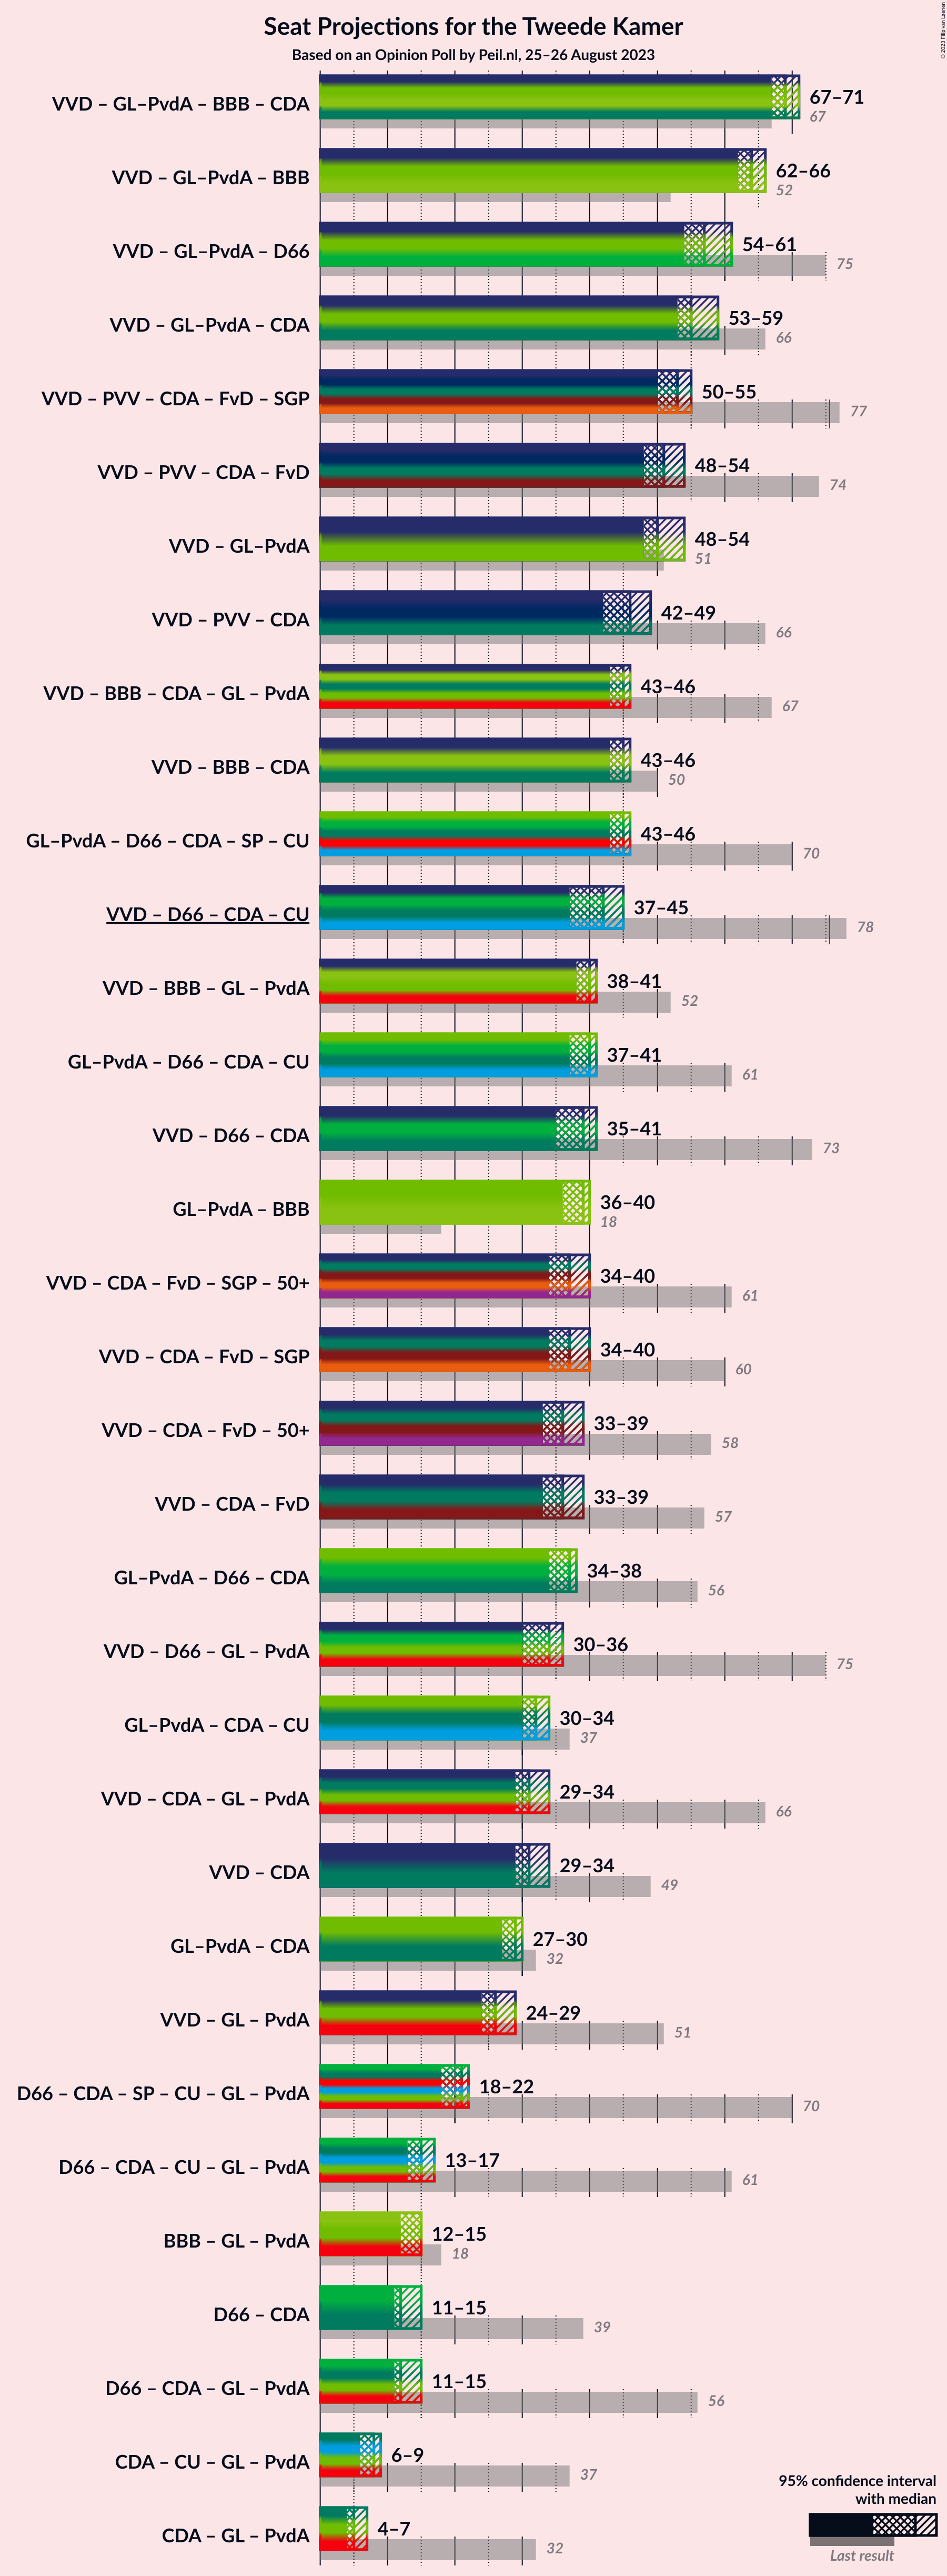 Seat Projections for the Tweede Kamer
Based on an Opinion Poll by Peil.nl, 25–26 August 2023
© 2023 Filip van Laenen
VVD – GL–PvdA – BBB – CDA
67–71
67
VVD – GL–PvdA – BBB
62–66
52
VVD – GL–PvdA – D66
54–61
75
VVD – GL–PvdA – CDA
53–59
66
VVD – PVV – CDA – FvD – SGP
50–55
77
VVD – PVV – CDA – FvD
48–54
74
VVD – GL–PvdA
48–54
51
VVD – PVV – CDA
42–49
66
VVD – BBB – CDA – GL – PvdA
43–46
67
VVD – BBB – CDA
43–46
50
GL–PvdA – D66 – CDA – SP – CU
43–46
70
VVD – D66 – CDA – CU
37–45
78
VVD – BBB – GL – PvdA
38–41
52
GL–PvdA – D66 – CDA – CU
37–41
61
VVD – D66 – CDA
35–41
73
GL–PvdA – BBB
36–40
18
VVD – CDA – FvD – SGP – 50+
34–40
61
VVD – CDA – FvD – SGP
34–40
60
VVD – CDA – FvD – 50+
33–39
58
VVD – CDA – FvD
33–39
57
GL–PvdA – D66 – CDA
34–38
56
VVD – D66 – GL – PvdA
30–36
75
GL–PvdA – CDA – CU
30–34
37
VVD – CDA – GL – PvdA
29–34
66
VVD – CDA
29–34
49
GL–PvdA – CDA
27–30
32
VVD – GL – PvdA
24–29
51
D66 – CDA – SP – CU – GL – PvdA
18–22
70
D66 – CDA – CU – GL – PvdA
13–17
61
BBB – GL – PvdA
12–15
18
D66 – CDA
11–15
39
D66 – CDA – GL – PvdA
11–15
56
CDA – CU – GL – PvdA
6–9
37
CDA – GL – PvdA
4–7
32
95% confidence interval
with median
Last result